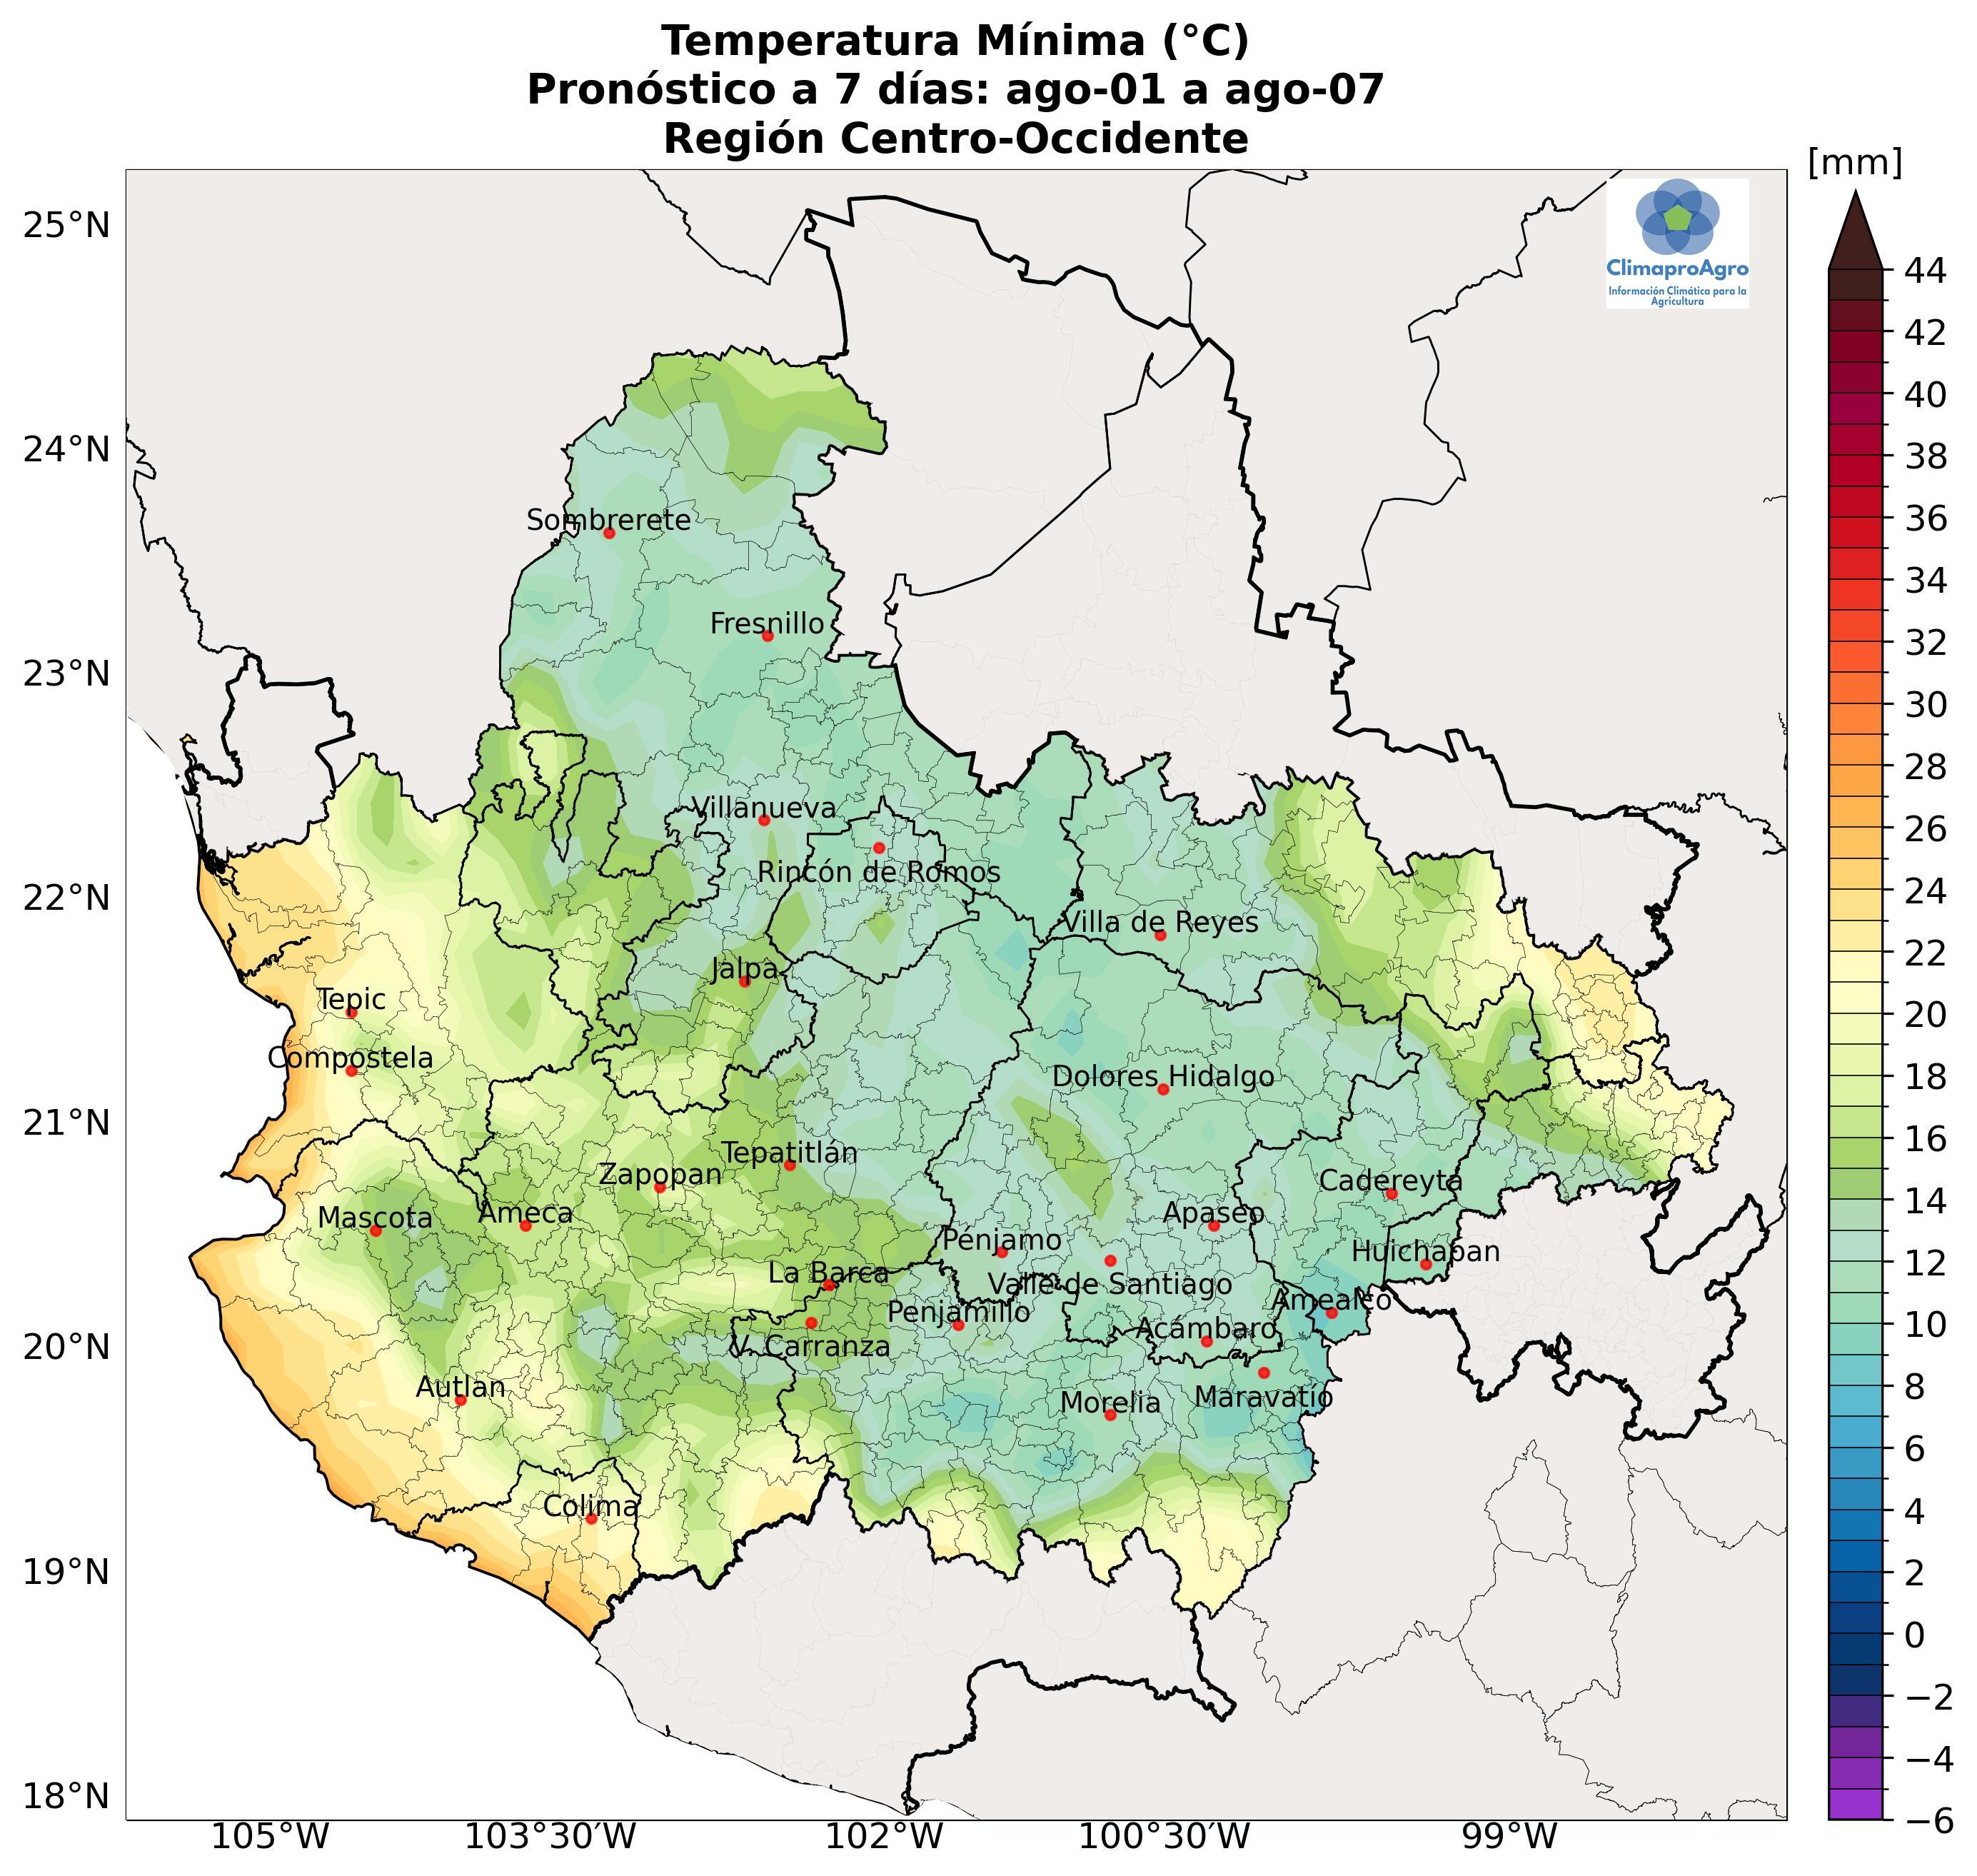 Temperatura Mínima (°C)
Pronóstico a 7 días: ago-01 a ago-07
Región Centro-Occidente
[mm]
25°N
24°N
23°N
22°N
21°N
20°N
19°N
18°N
ClimaproAgro
Información Climática para la
Agricultura
Sombrerete
Fresnillo
Villanueva
Rincón de Romos
Villa de Reyes
Jalpa
Tepic
Compostela
Dolores Hidalgo
Tepatitlán
Zapopan
Cadereyta
Mascota
Ameca
Apaseo
Pénjamo
Huichapan
La Barca
Valle de Santiago
Amealco
Penjamillo
Acámbaro
V. Carranza
Autlan
Morelia
Maravatío
Colima
44
42
40
38
36
34
32
30
28
26
24
22
20
18
16
14
12
10
8
6
4
2
0
−2
−4
−6
105°W
103°30′W
102°W
100°30′W
99°W